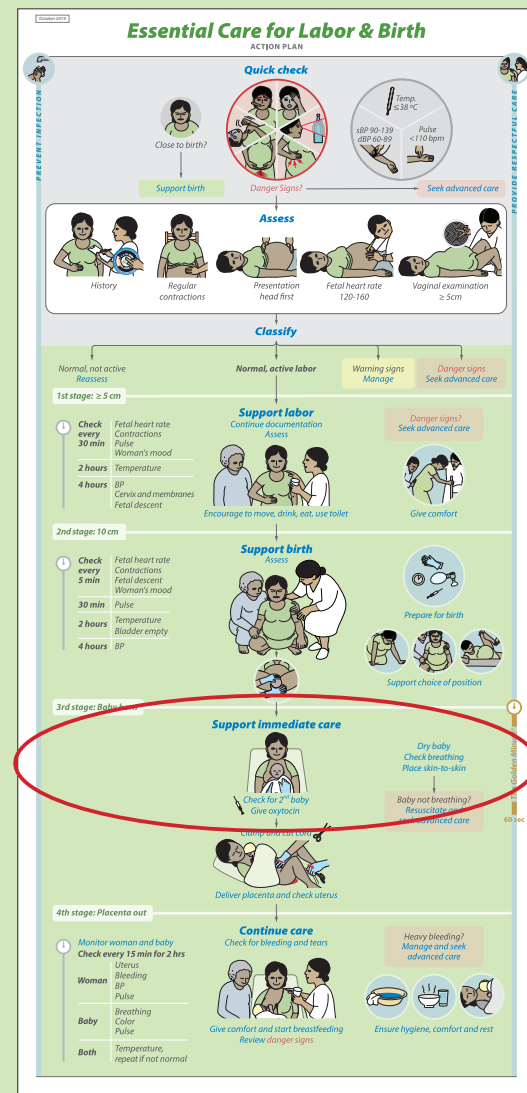 October 2019
Essential Care for Labor & Birth
ACTION PLAN
PREVENT INFECTION
PROVIDE RESPECTFUL CARE
Quick check
Close to birth?
Temp.
≤38 ºC
sBP 90-139
dBP 60-89
Pulse
<110 bpm
Support birth
Danger Signs?
Seek advanced care
Assess
History
Regular
contractions
Presentation
head first
Fetal heart rate
120-160
Vaginal examination
≥ 5cm
Classify
Normal, not active
Reassess
Normal, active labor
Warning signs
Manage
Danger signs
Seek advanced care
1st stage: ≥ 5 cm
Check every 30 min
Fetal heart rate
Contractions
Pulse
Woman's mood
2 hours
Temperature
4 hours
BP
Cervix and membranes
Fetal descent
Support labor
Continue documentation
Assess
Encourage to move, drink, eat, use toilet
Danger signs?
Seek advanced care
Give comfort
2nd stage: 10 cm
Check every 5 min
Fetal heart rate
Contractions
Fetal descent
Woman's mood
30 min
Pulse
2 hours
Temperature
Bladder empty
4 hours
BP
Support birth
Assess
Prepare for birth
Support choice of position
3rd stage: Baby born
Support immediate care
Check for 2nd baby
Give oxytocin
Dry baby
Check breathing
Place skin-to-skin
Baby not breathing?
Resuscitate and
seek advanced care
The Golden Minute
60 sec
Clamp and cut cord
Deliver placenta and check uterus
4th stage: Placenta out
Monitor woman and baby
Check every 15 min for 2 hrs
Woman
Uterus
Bleeding
BP
Pulse
Baby
Breathing
Color
Pulse
Both
Temperature,
repeat if not normal
Continue care
Check for bleeding and tears
Give comfort and start breastfeeding
Review danger signs
Heavy bleeding?
Manage and seek
advanced care
Ensure hygiene, comfort and rest